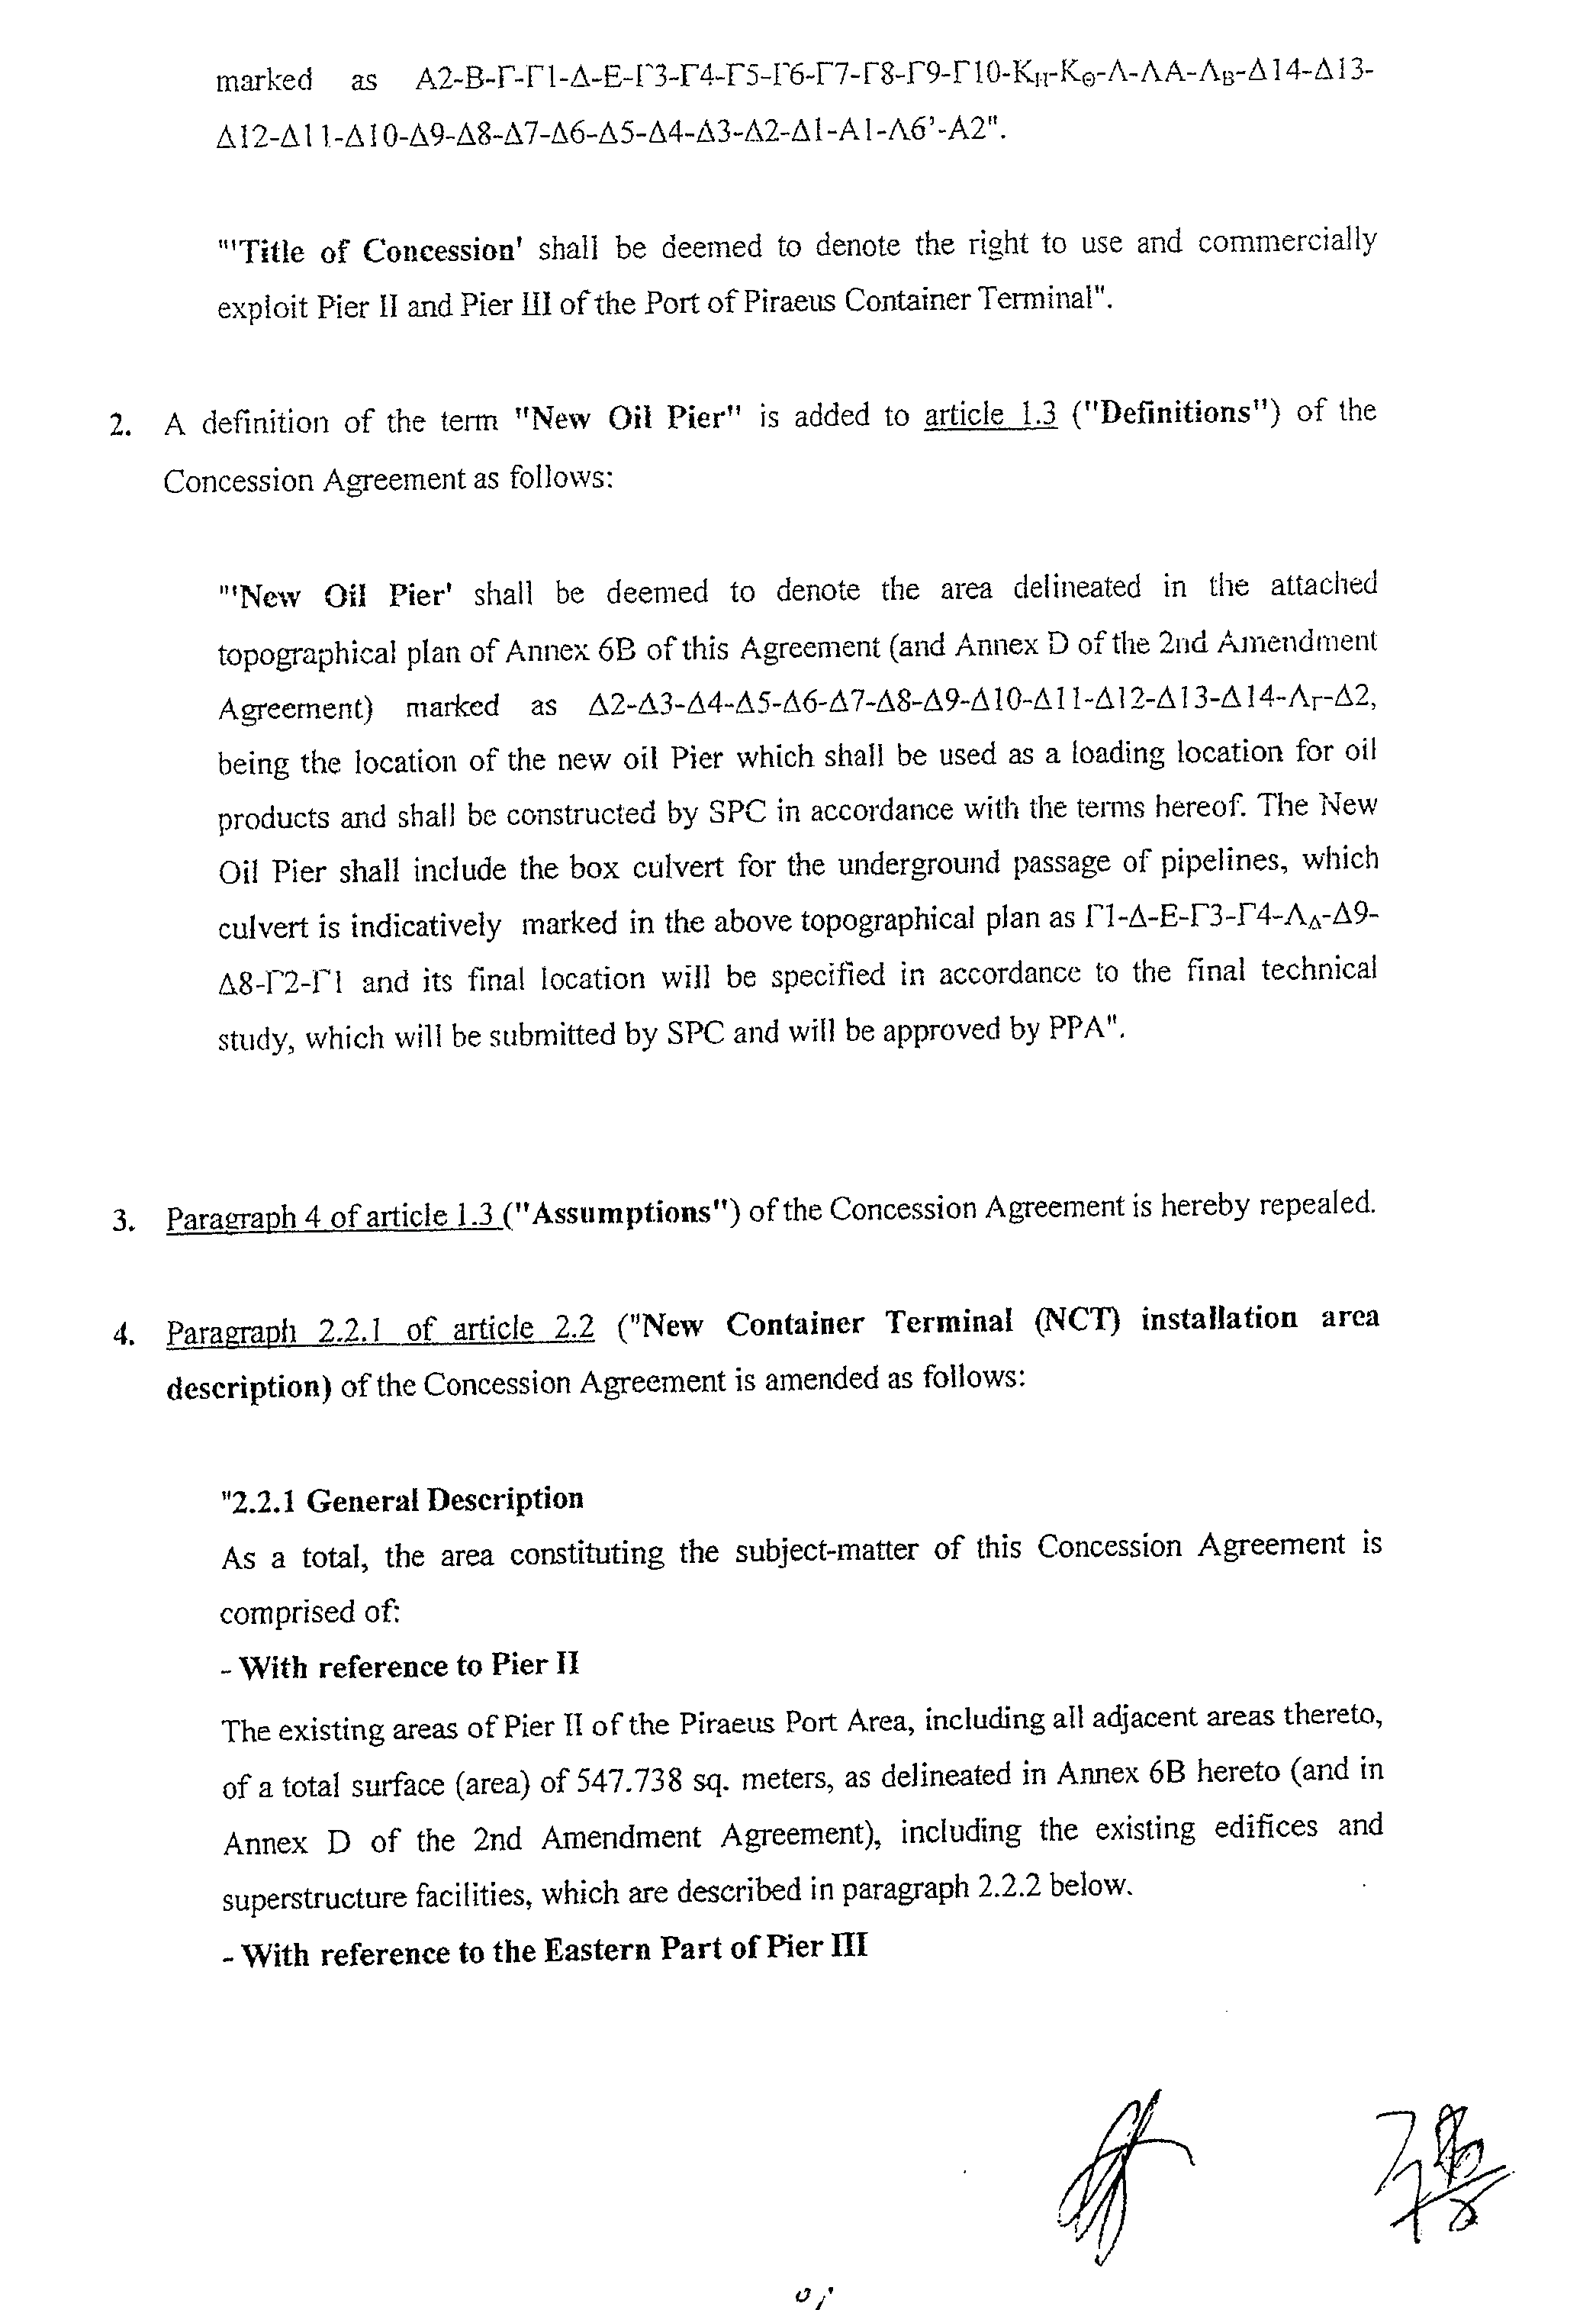 marked as A2-B-Γ-Γ1-Δ-E-Γ3-Γ4-Γ5-Γ6-Γ7-Γ8-Γ9-Γ10-K_H-K_Θ-Λ-ΛA-Λ_B-Δ14-Δ13-
Δ12-Δ11-Δ10-Δ9-Δ8-Δ7-Δ6-Δ5-Δ4-Δ3-Δ2-Δ1-A1-Λ6’-A2".
"'Title of Concession' shall be deemed to denote the right to use and commercially
exploit Pier II and Pier III of the Port of Piraeus Container Terminal".
2. A definition of the term "New Oil Pier" is added to article 1.3 ("Definitions") of the
Concession Agreement as follows:
"'New Oil Pier' shall be deemed to denote the area delineated in the attached
topographical plan of Annex 6B of this Agreement (and Annex D of the 2nd Amendment
Agreement) marked as Δ2-Δ3-Δ4-Δ5-Δ6-Δ7-Δ8-Δ9-Δ10-Δ11-Δ12-Δ13-Δ14-Λ_Γ-Δ2,
being the location of the new oil Pier which shall be used as a loading location for oil
products and shall be constructed by SPC in accordance with the terms hereof. The New
Oil Pier shall include the box culvert for the underground passage of pipelines, which
culvert is indicatively marked in the above topographical plan as Γ1-Δ-E-Γ3-Γ4-Λ_Δ-Δ9-
Δ8-Γ2-Γ1 and its final location will be specified in accordance to the final technical
study, which will be submitted by SPC and will be approved by PPA".
3. Paragraph 4 of article 1.3 ("Assumptions") of the Concession Agreement is hereby repealed.
4. Paragraph 2.2.1 of article 2.2 ("New Container Terminal (NCT) installation area
description) of the Concession Agreement is amended as follows:
"2.2.1 General Description
As a total, the area constituting the subject-matter of this Concession Agreement is
comprised of:
- With reference to Pier II
The existing areas of Pier II of the Piraeus Port Area, including all adjacent areas thereto,
of a total surface (area) of 547.738 sq. meters, as delineated in Annex 6B hereto (and in
Annex D of the 2nd Amendment Agreement), including the existing edifices and
superstructure facilities, which are described in paragraph 2.2.2 below.
- With reference to the Eastern Part of Pier III